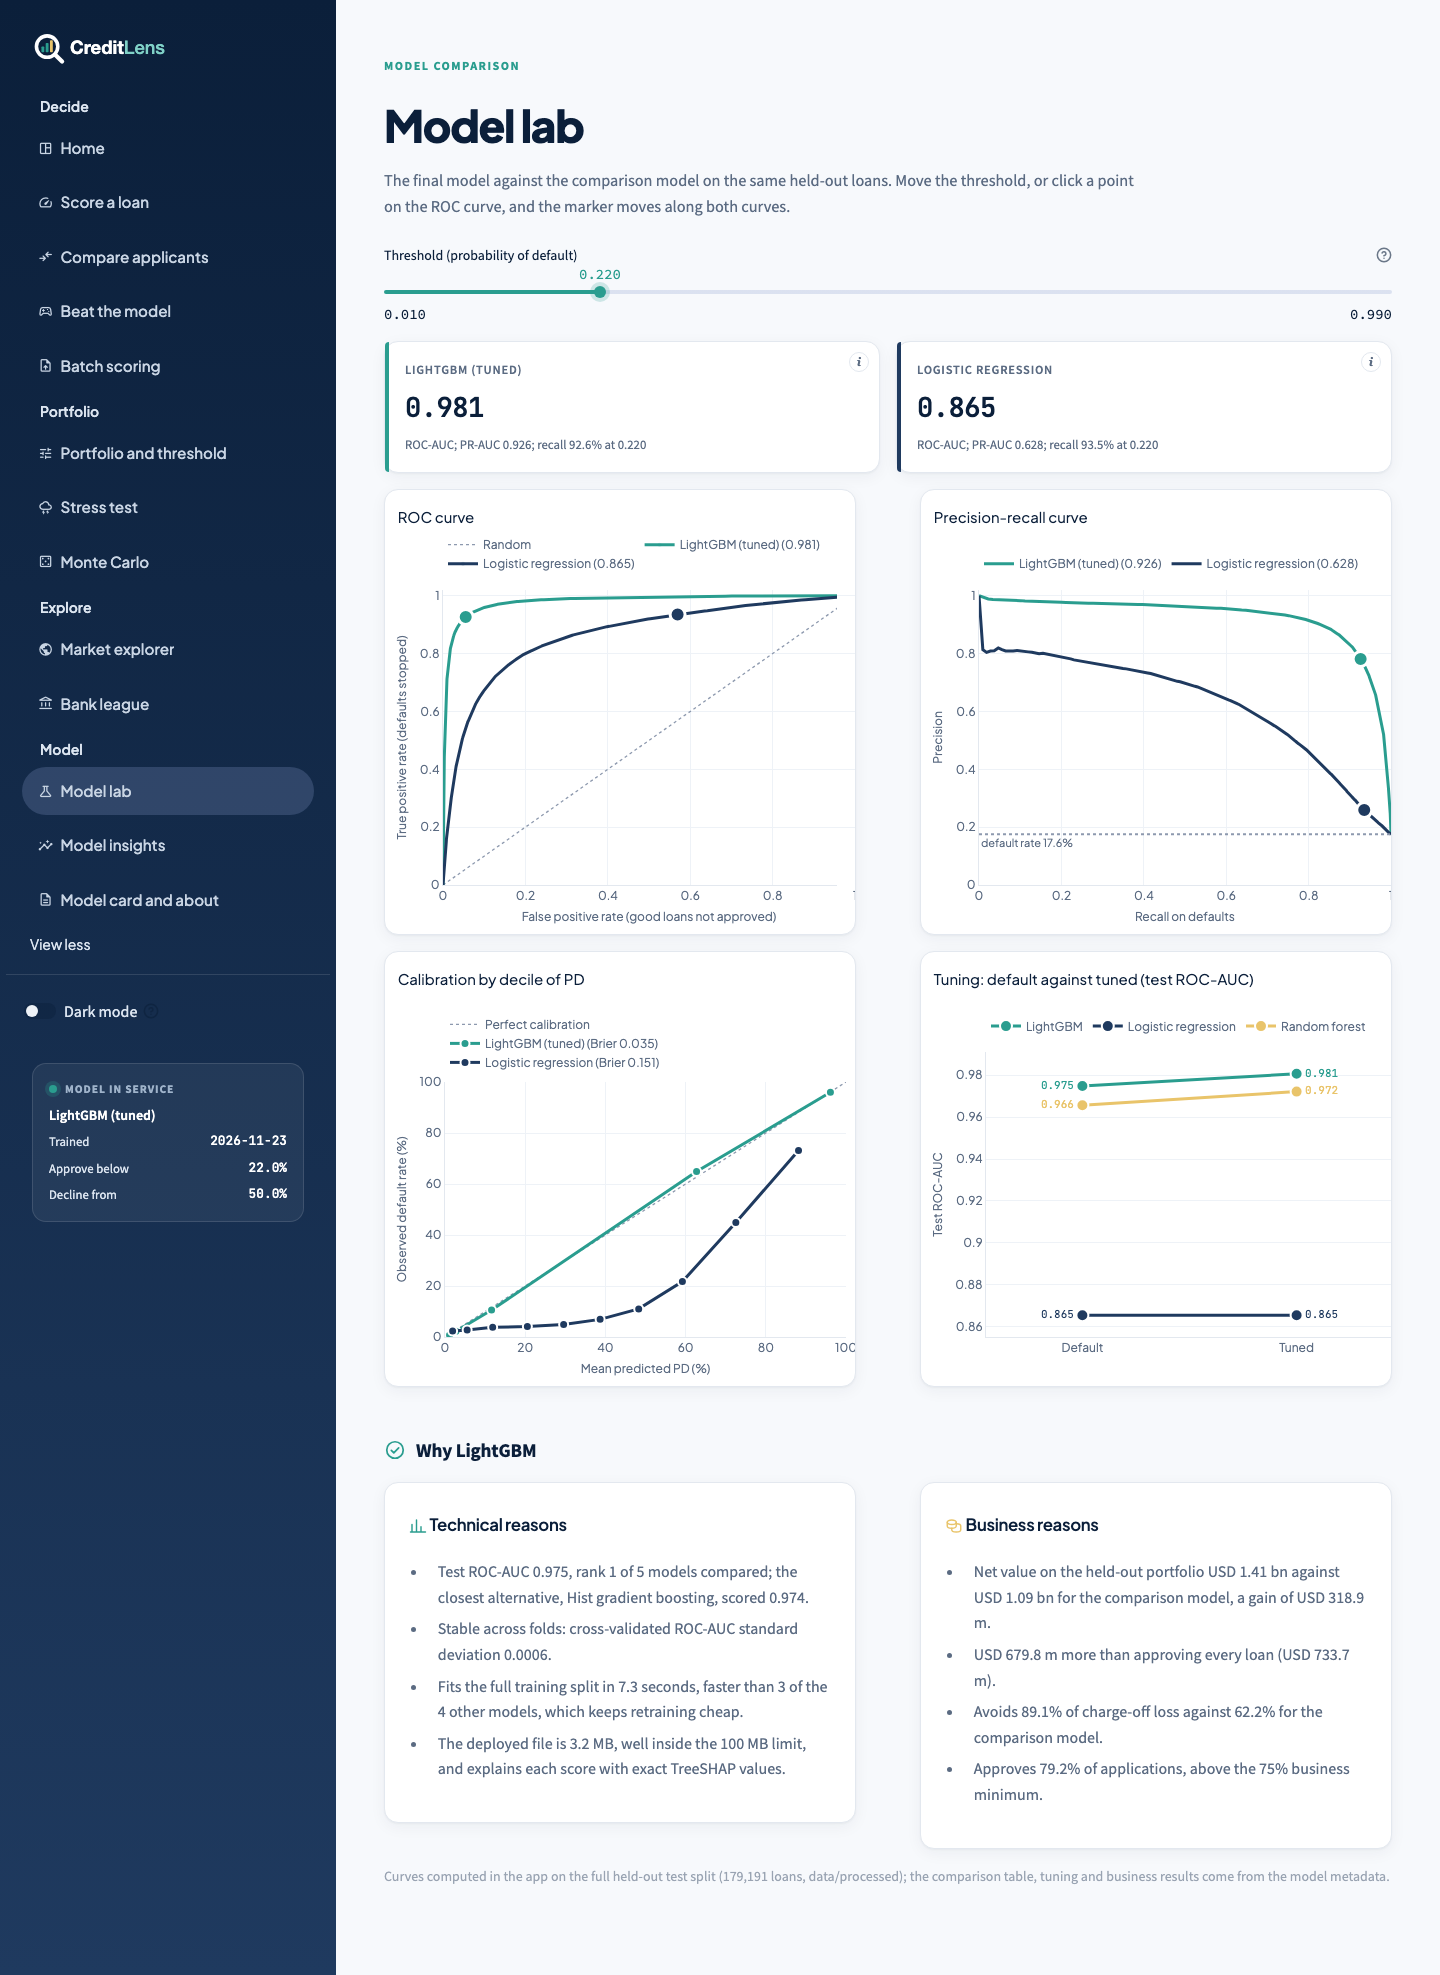 CreditLens
Decide
Home
Score a loan
Compare applicants
Beat the model
Batch scoring
Portfolio
Portfolio and threshold
Stress test
Monte Carlo
Explore
Market explorer
Bank league
Model
Model lab
Model insights
Model card and about
View less
Dark mode
MODEL IN SERVICE
LightGBM (tuned)
Trained 2026-11-23
Approve below 22.0%
Decline from 50.0%
MODEL COMPARISON
Model lab
The final model against the comparison model on the same held-out loans. Move the threshold, or click a point
on the ROC curve, and the marker moves along both curves.
Threshold (probability of default)
0.220
0.010 0.990
LIGHTGBM (TUNED)
0.981
ROC-AUC; PR-AUC 0.926; recall 92.6% at 0.220
LOGISTIC REGRESSION
0.865
ROC-AUC; PR-AUC 0.628; recall 93.5% at 0.220
ROC curve
Random LightGBM (tuned) (0.981)
Logistic regression (0.865)
True positive rate (defaults stopped)
1
0.8
0.6
0.4
0.2
0
0 0.2 0.4 0.6 0.8 1
False positive rate (good loans not approved)
Precision-recall curve
LightGBM (tuned) (0.926) Logistic regression (0.628)
Precision
1
0.8
0.6
0.4
0.2
0
default rate 17.6%
0 0.2 0.4 0.6 0.8 1
Recall on defaults
Calibration by decile of PD
Perfect calibration
LightGBM (tuned) (Brier 0.035)
Logistic regression (Brier 0.151)
Observed default rate (%)
100
80
60
40
20
0
0 20 40 60 80 100
Mean predicted PD (%)
Tuning: default against tuned (test ROC-AUC)
LightGBM Logistic regression Random forest
Test ROC-AUC
0.98
0.96
0.94
0.92
0.9
0.88
0.86
0.975 0.981
0.966 0.972
0.865 0.865
Default Tuned
Why LightGBM
Technical reasons
• Test ROC-AUC 0.975, rank 1 of 5 models compared; the
closest alternative, Hist gradient boosting, scored 0.974.
• Stable across folds: cross-validated ROC-AUC standard
deviation 0.0006.
• Fits the full training split in 7.3 seconds, faster than 3 of the
4 other models, which keeps retraining cheap.
• The deployed file is 3.2 MB, well inside the 100 MB limit,
and explains each score with exact TreeSHAP values.
Business reasons
• Net value on the held-out portfolio USD 1.41 bn against
USD 1.09 bn for the comparison model, a gain of USD 318.9
m.
• USD 679.8 m more than approving every loan (USD 733.7
m).
• Avoids 89.1% of charge-off loss against 62.2% for the
comparison model.
• Approves 79.2% of applications, above the 75% business
minimum.
Curves computed in the app on the full held-out test split (179,191 loans, data/processed); the comparison table, tuning and business results come from the model metadata.